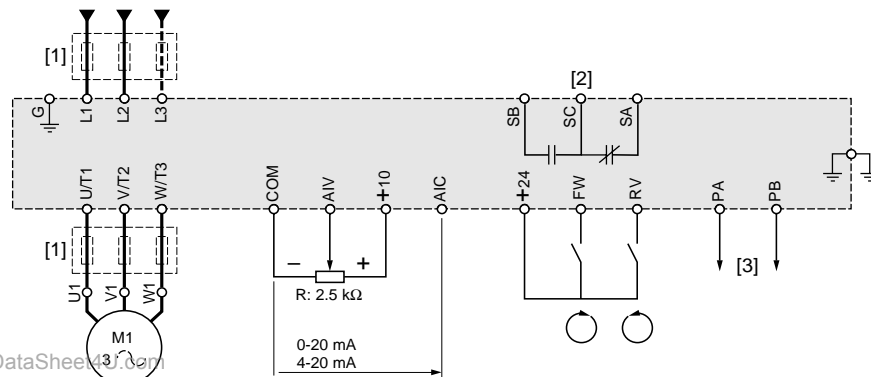 [1]
[2]
G
L1
L2
L3
SB
SC
SA
U/T1
V/T2
W/T3
COM
AIV
+10
AIC
+24
FW
RV
PA
PB
[1]
– +
[3]
R: 2.5 kΩ
U1
V1
W1
M1
3
0-20 mA
4-20 mA
DataSheet4U.com